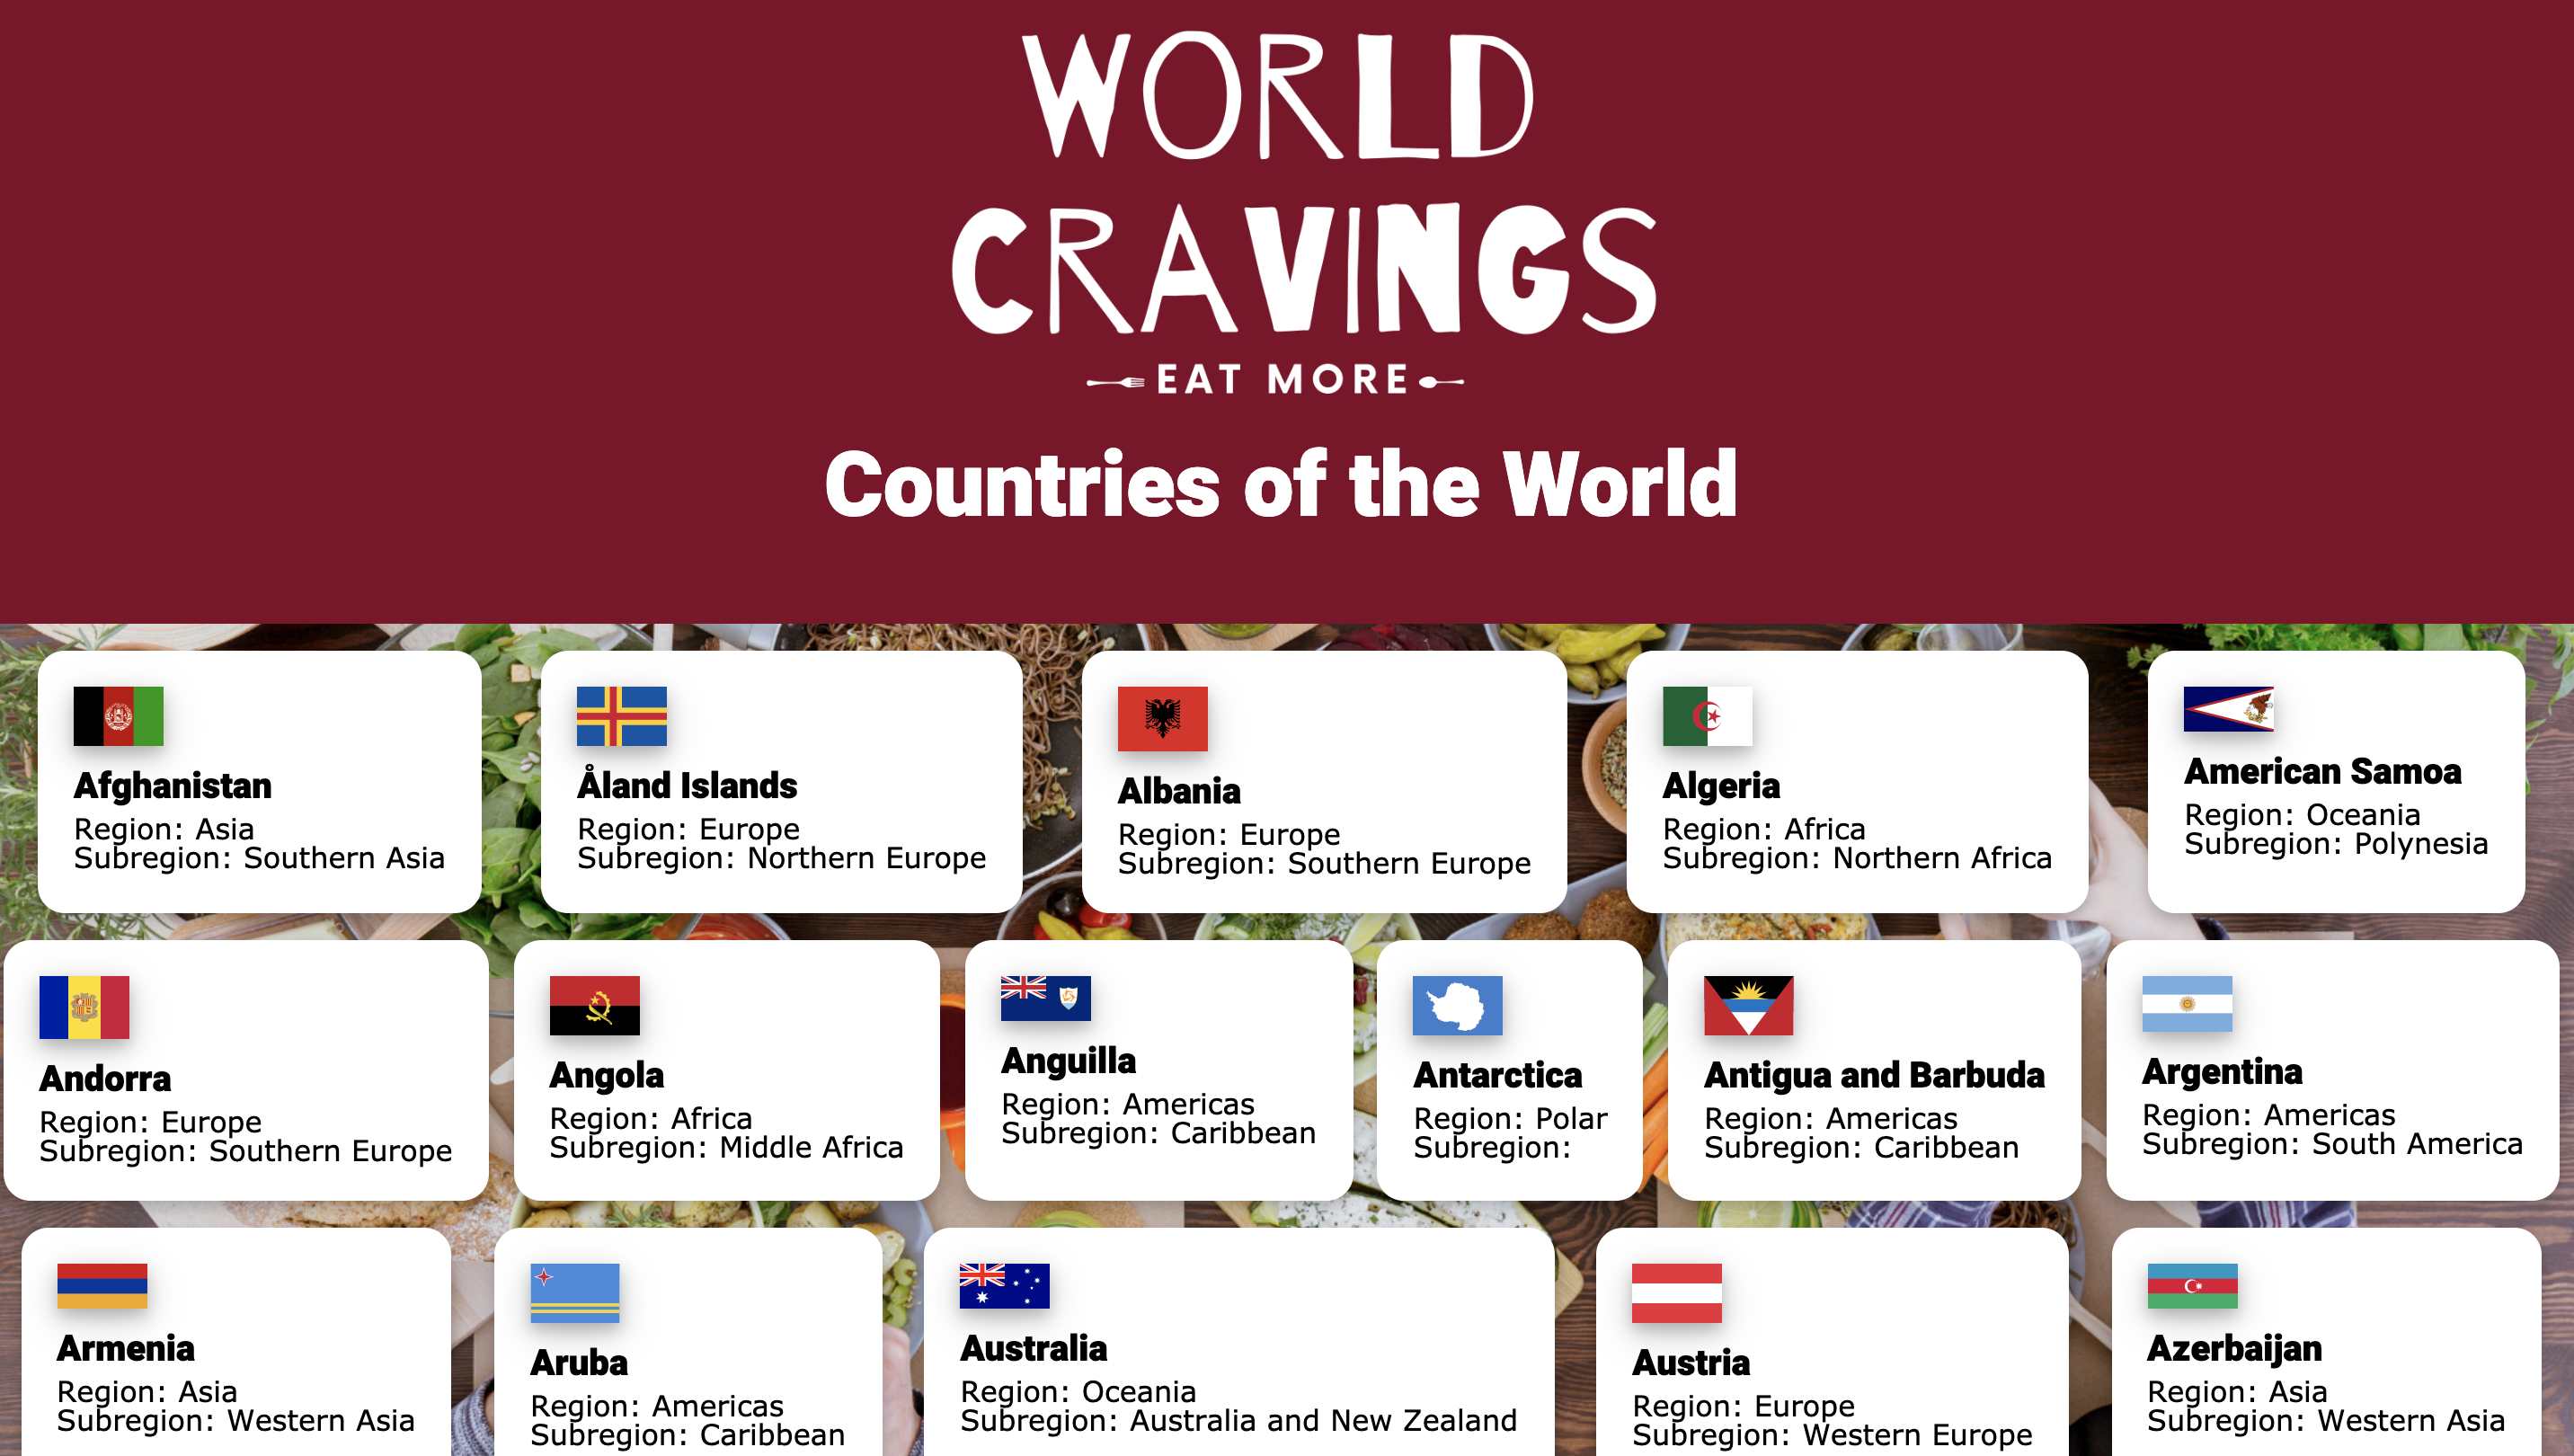 WORLD
CRAVINGS
EAT MORE
Countries of the World
Afghanistan
Region: Asia
Subregion: Southern Asia
Åland Islands
Region: Europe
Subregion: Northern Europe
Albania
Region: Europe
Subregion: Southern Europe
Algeria
Region: Africa
Subregion: Northern Africa
American Samoa
Region: Oceania
Subregion: Polynesia
Andorra
Region: Europe
Subregion: Southern Europe
Angola
Region: Africa
Subregion: Middle Africa
Anguilla
Region: Americas
Subregion: Caribbean
Antarctica
Region: Polar
Subregion:
Antigua and Barbuda
Region: Americas
Subregion: Caribbean
Argentina
Region: Americas
Subregion: South America
Armenia
Region: Asia
Subregion: Western Asia
Aruba
Region: Americas
Subregion: Caribbean
Australia
Region: Oceania
Subregion: Australia and New Zealand
Austria
Region: Europe
Subregion: Western Europe
Azerbaijan
Region: Asia
Subregion: Western Asia